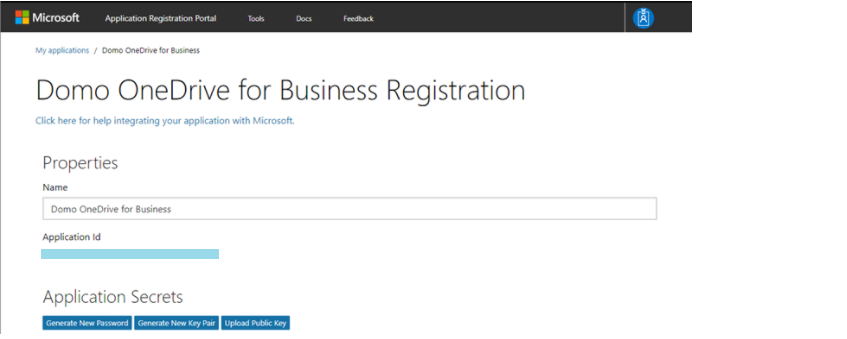 Microsoft Application Registration Portal Tools Docs Feedback
My applications / Domo OneDrive for Business
Domo OneDrive for Business Registration
Click here for help integrating your application with Microsoft.
Properties
Name
Domo OneDrive for Business
Application Id
Application Secrets
Generate New Password Generate New Key Pair Upload Public Key